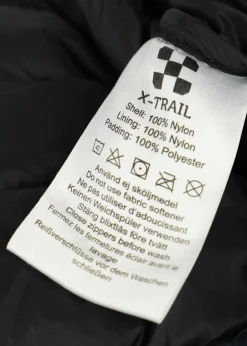 X-TRAIL
Shell: 100% Nylon
Lining: 100% Nylon
Padding: 100% Polyester
Använd ej sköljmedel
Do not use fabric softener
Ne pas utiliser d'adoucissant
Keinen Weichspüler verwenden
Stäng blixtlås före tvätt
Close zippers before wash
Fermez les fermetures éclair avant le
lavage
Reißverschlüsse vor dem Waschen
schließen